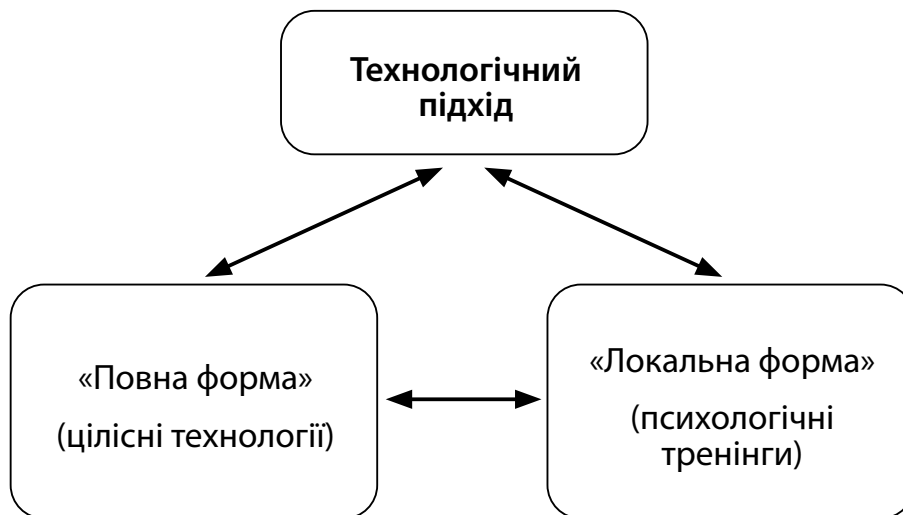 Технологічний
підхід
«Повна форма»
(цілісні технології)
«Локальна форма»
(психологічні
тренінги)